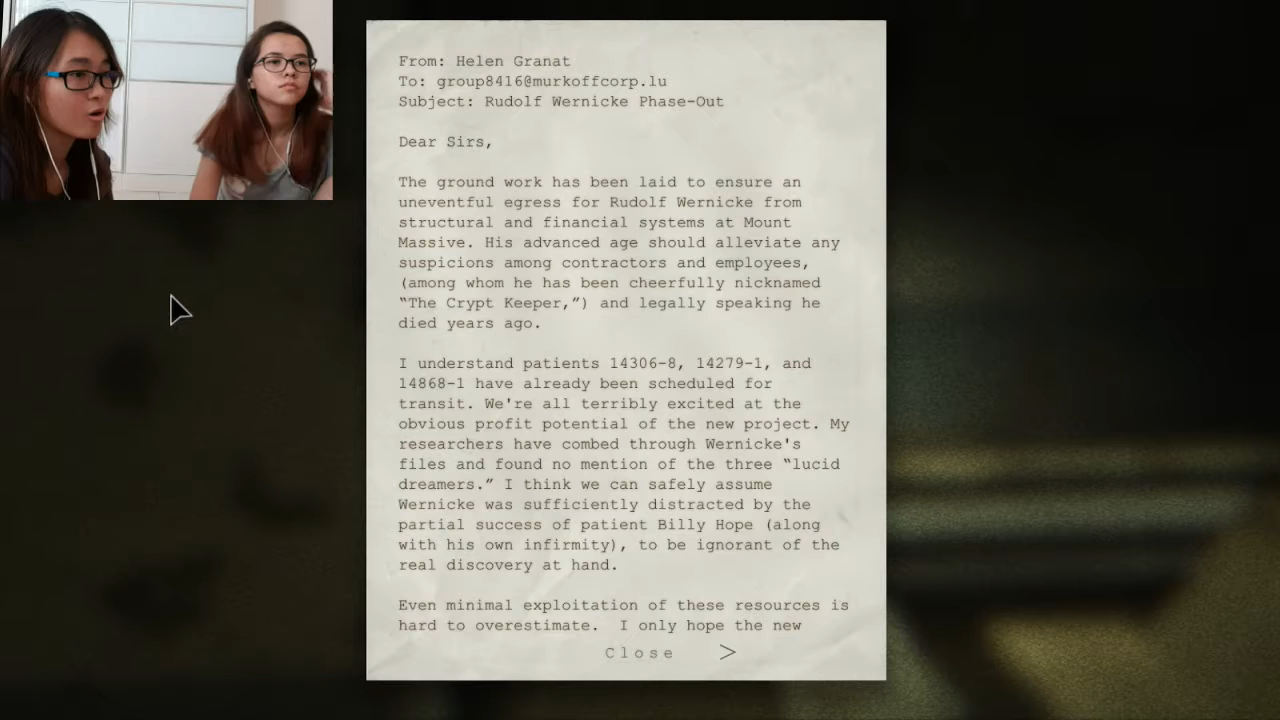 From: Helen Granat
To: group8416@murkoffcorp.lu
Subject: Rudolf Wernicke Phase-Out
Dear Sirs,
The ground work has been laid to ensure an
uneventful egress for Rudolf Wernicke from
structural and financial systems at Mount
Massive. His advanced age should alleviate any
suspicions among contractors and employees,
(among whom he has been cheerfully nicknamed
“The Crypt Keeper,”) and legally speaking he
died years ago.
I understand patients 14306-8, 14279-1, and
14868-1 have already been scheduled for
transit. We're all terribly excited at the
obvious profit potential of the new project. My
researchers have combed through Wernicke's
files and found no mention of the three “lucid
dreamers.” I think we can safely assume
Wernicke was sufficiently distracted by the
partial success of patient Billy Hope (along
with his own infirmity), to be ignorant of the
real discovery at hand.
Even minimal exploitation of these resources is
hard to overestimate. I only hope the new
Close >